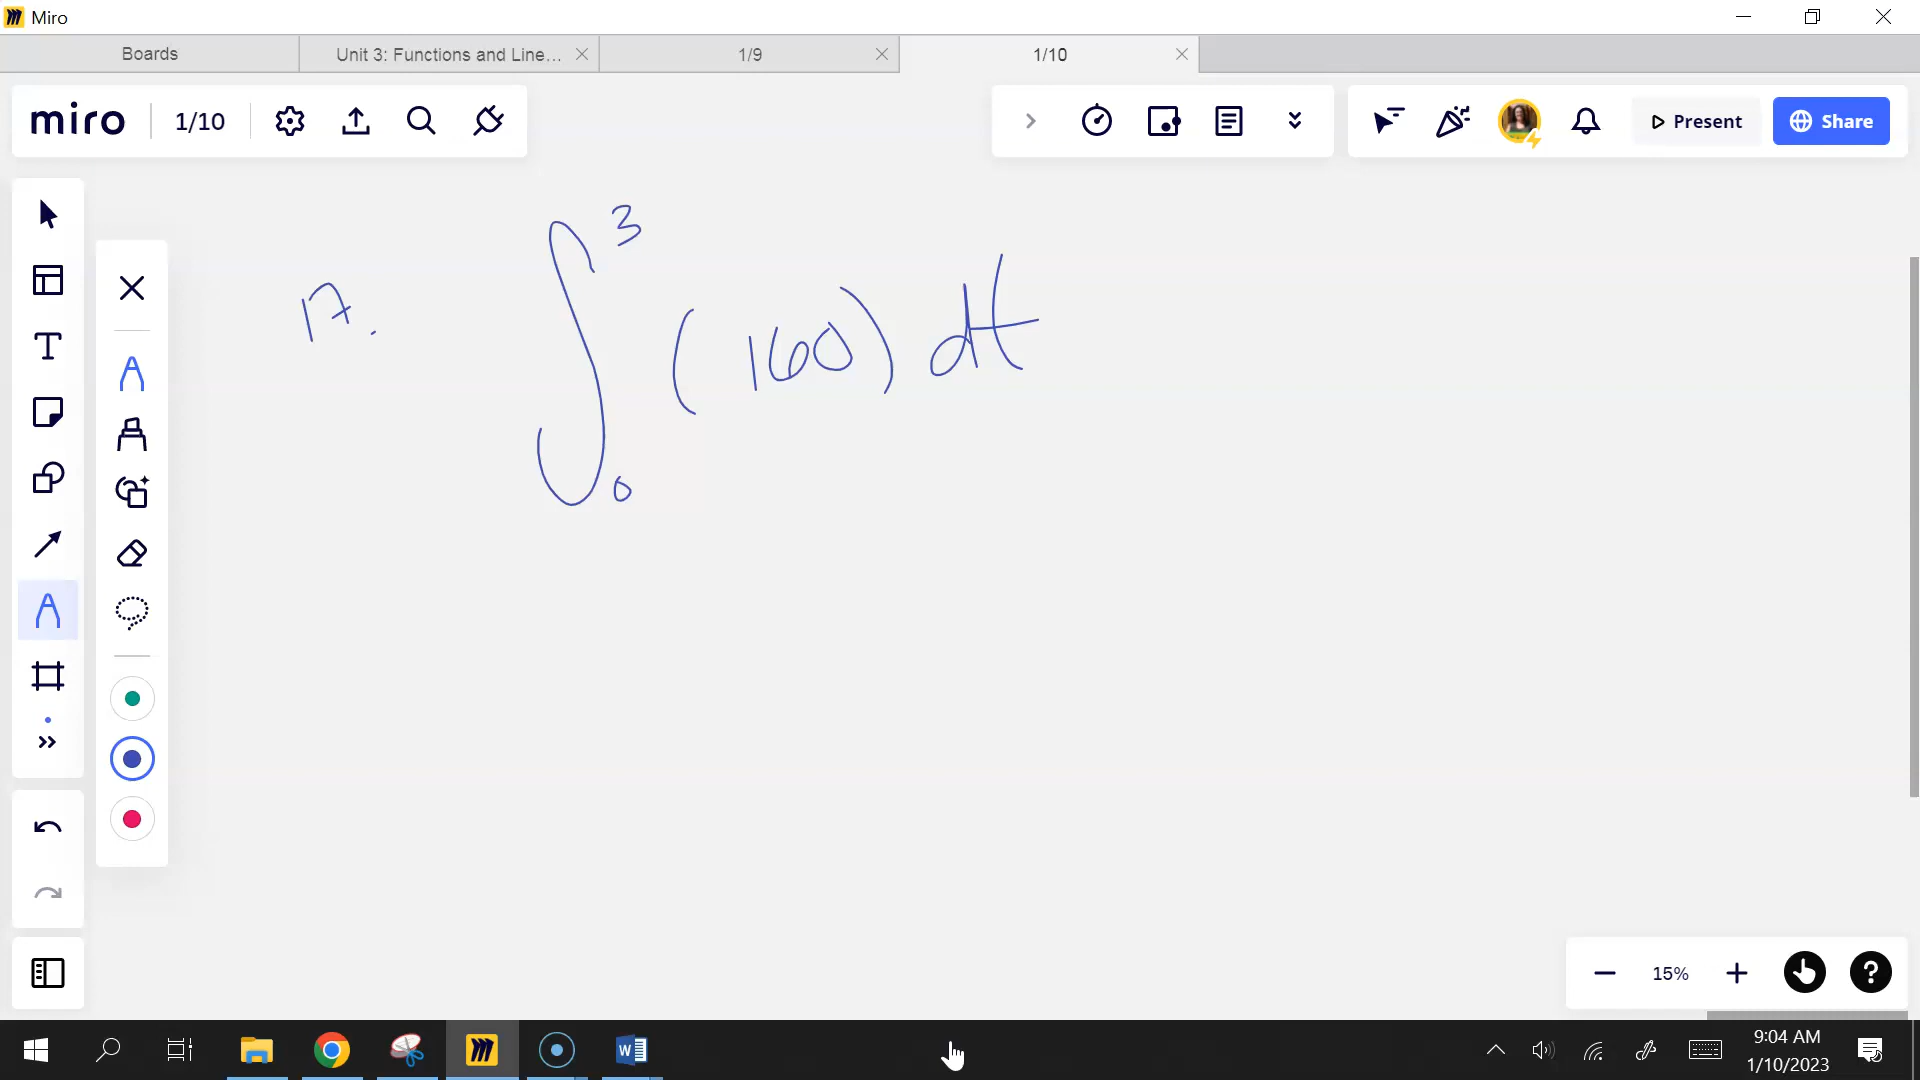 Miro
Boards
Unit 3: Functions and Line...
1/9
1/10
miro
1/10
Present
Share
17.
∫₀³ (160) dt
15%
9:04 AM
1/10/2023